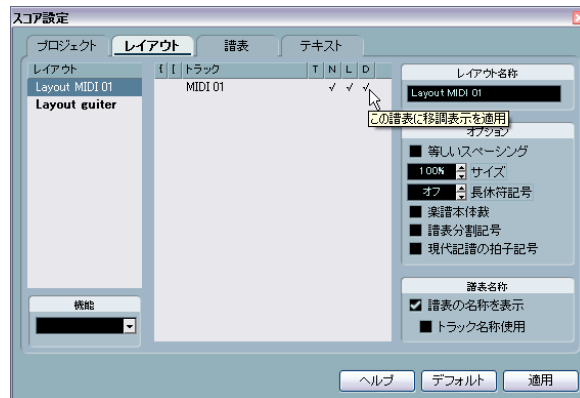 スコア設定
プロジェクト レイアウト 譜表 テキスト
レイアウト
Layout MIDI 01
Layout guiter
機能
{ [ トラック T N L D
MIDI 01 √ √ √
この譜表に移調表示を適用
レイアウト名称
Layout MIDI 01
オプション
等しいスペーシング
100% サイズ
オフ 長休符記号
楽譜本体裁
譜表分割記号
現代記譜の拍子記号
譜表名称
譜表の名称を表示
トラック名称使用
ヘルプ デフォルト 適用